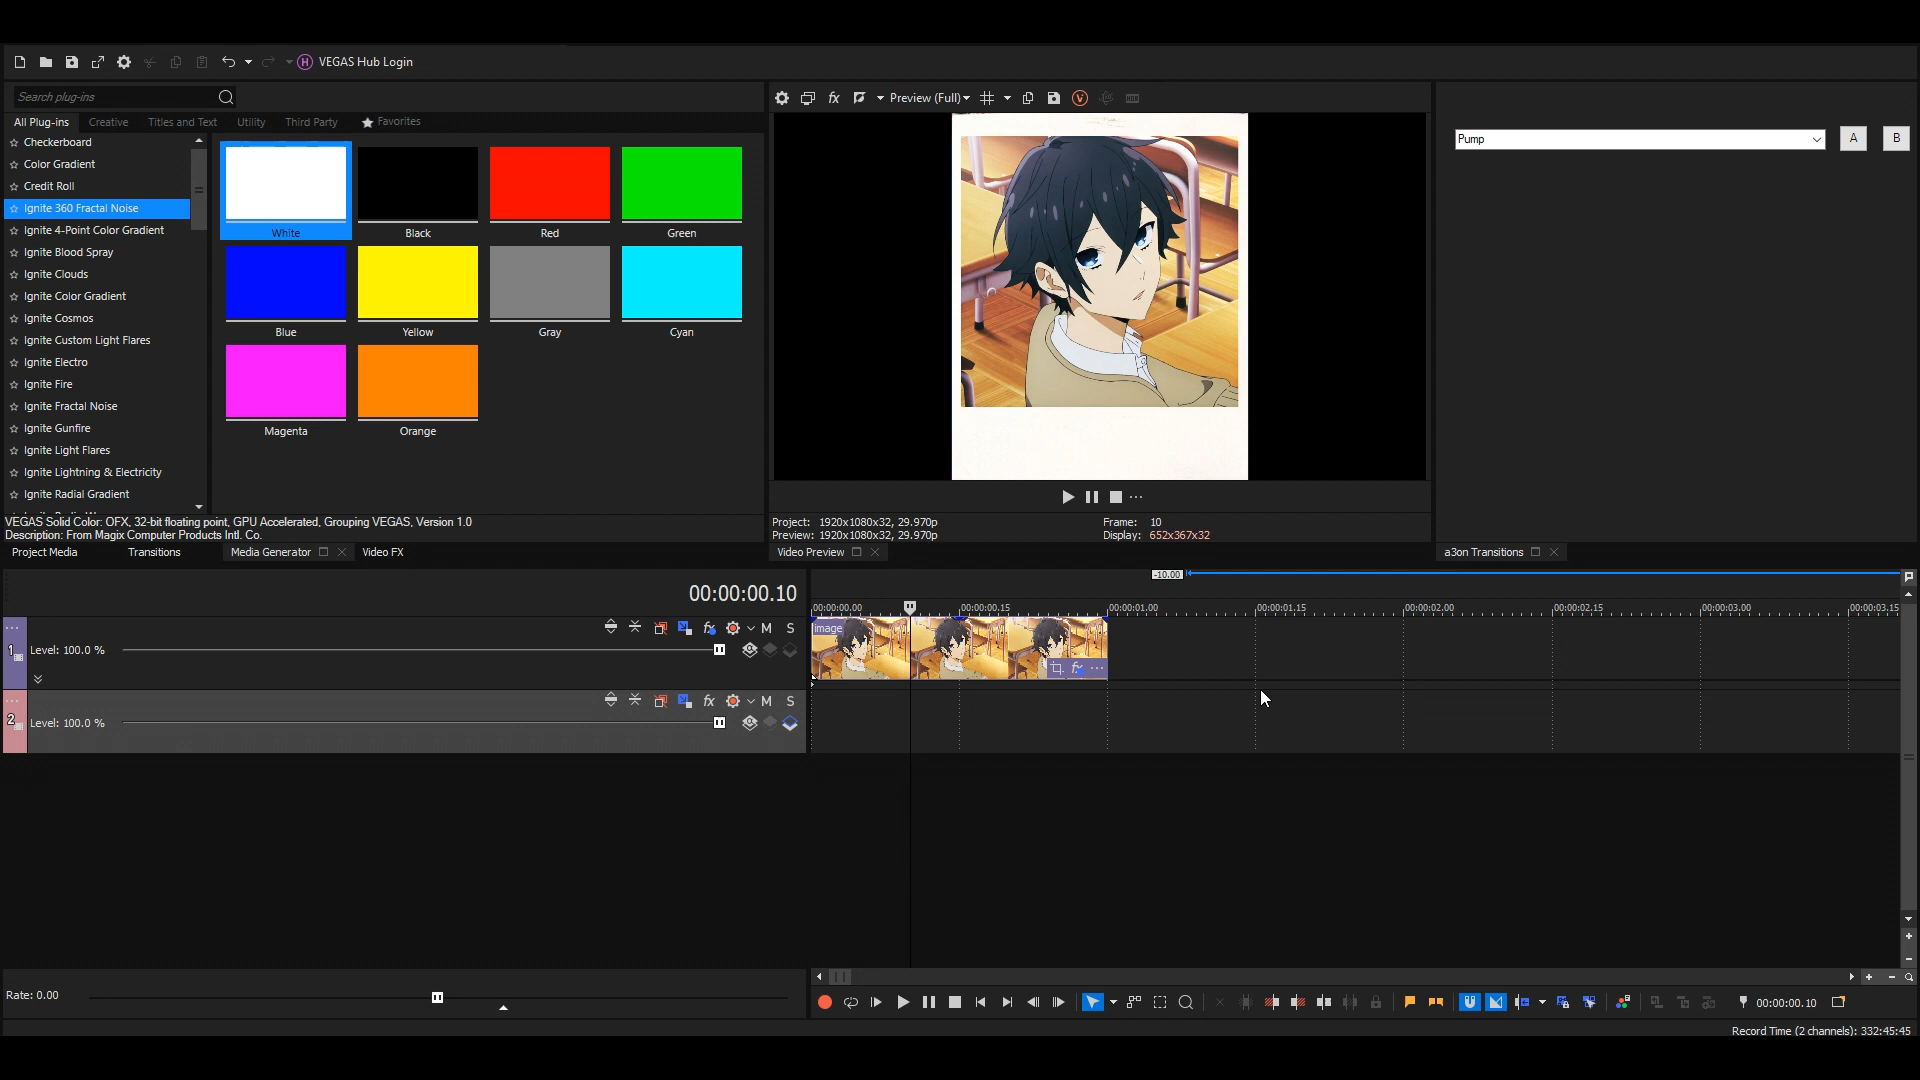 VEGAS Hub Login
Search plug-ins
All Plug-ins Creative Titles and Text Utility Third Party Favorites
Checkerboard
Color Gradient
Credit Roll
Ignite 360 Fractal Noise
Ignite 4-Point Color Gradient
Ignite Blood Spray
Ignite Clouds
Ignite Color Gradient
Ignite Cosmos
Ignite Custom Light Flares
Ignite Electro
Ignite Fire
Ignite Fractal Noise
Ignite Gunfire
Ignite Light Flares
Ignite Lightning & Electricity
Ignite Radial Gradient
White Black Red Green
Blue Yellow Gray Cyan
Magenta Orange
VEGAS Solid Color: OFX, 32-bit floating point, GPU Accelerated, Grouping VEGAS, Version 1.0
Description: From Magix Computer Products Intl. Co.
Project Media Transitions Media Generator Video FX
fx Preview (Full)
Project: 1920x1080x32, 29.970p
Preview: 1920x1080x32, 29.970p
Frame: 10
Display: 652x367x32
Video Preview
Pump A B
a3on Transitions
00:00:00.10
-10.00
00:00:00.00 00:00:00.15 00:00:01.00 00:00:01.15 00:00:02.00 00:00:02.15 00:00:03.00 00:00:03.15
1 Level: 100.0 % fx M S
image fx
2 Level: 100.0 % fx M S
Rate: 0.00
00:00:00.10
Record Time (2 channels): 332:45:45